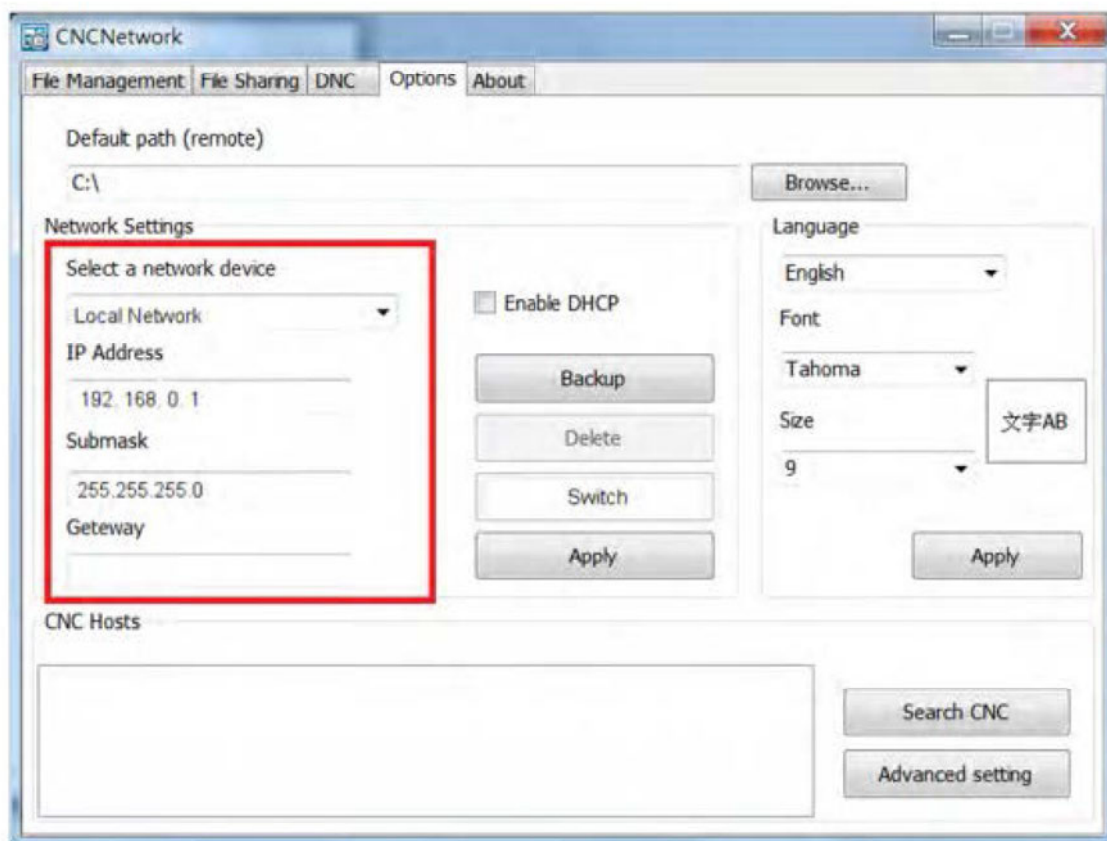 CNCNetwork
File Management File Sharing DNC Options About
Default path (remote)
C:\
Browse...
Network Settings
Select a network device
Local Network
IP Address
192. 168. 0. 1
Submask
255.255.255.0
Geteway
Enable DHCP
Backup
Delete
Switch
Apply
Language
English
Font
Tahoma
Size
9
文字AB
Apply
CNC Hosts
Search CNC
Advanced setting